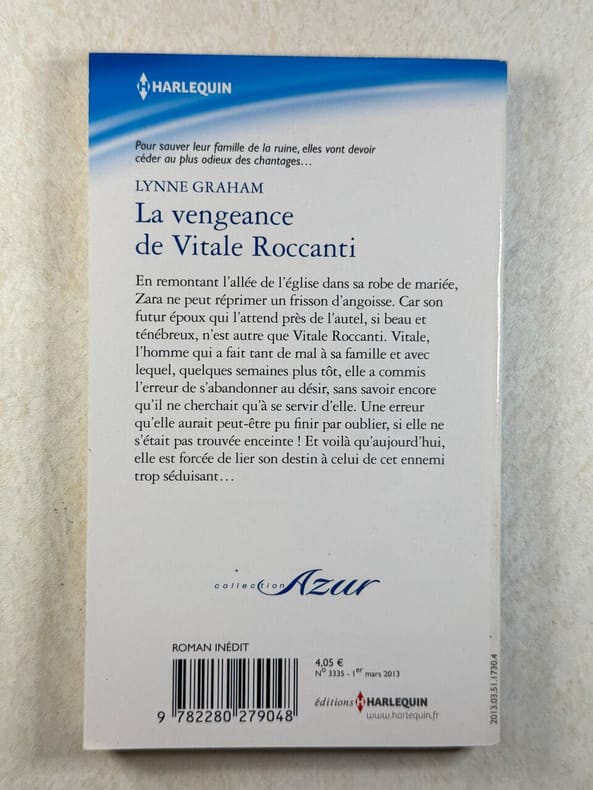 HARLEQUIN
Pour sauver leur famille de la ruine, elles vont devoir
céder au plus odieux des chantages…
LYNNE GRAHAM
La vengeance
de Vitale Roccanti
En remontant l'allée de l'église dans sa robe de mariée,
Zara ne peut réprimer un frisson d'angoisse. Car son
futur époux qui l'attend près de l'autel, si beau et
ténébreux, n'est autre que Vitale Roccanti. Vitale,
l'homme qui a fait tant de mal à sa famille et avec
lequel, quelques semaines plus tôt, elle a commis
l'erreur de s'abandonner au désir, sans savoir encore
qu'il ne cherchait qu'à se servir d'elle. Une erreur
qu'elle aurait peut-être pu finir par oublier, si elle ne
s'était pas trouvée enceinte ! Et voilà qu'aujourd'hui,
elle est forcée de lier son destin à celui de cet ennemi
trop séduisant…
collection Azur
ROMAN INÉDIT
4,05 €
N° 3335 - 1er mars 2013
9 782280 279048
éditions HARLEQUIN
www.harlequin.fr
2013.03.51.1730.4